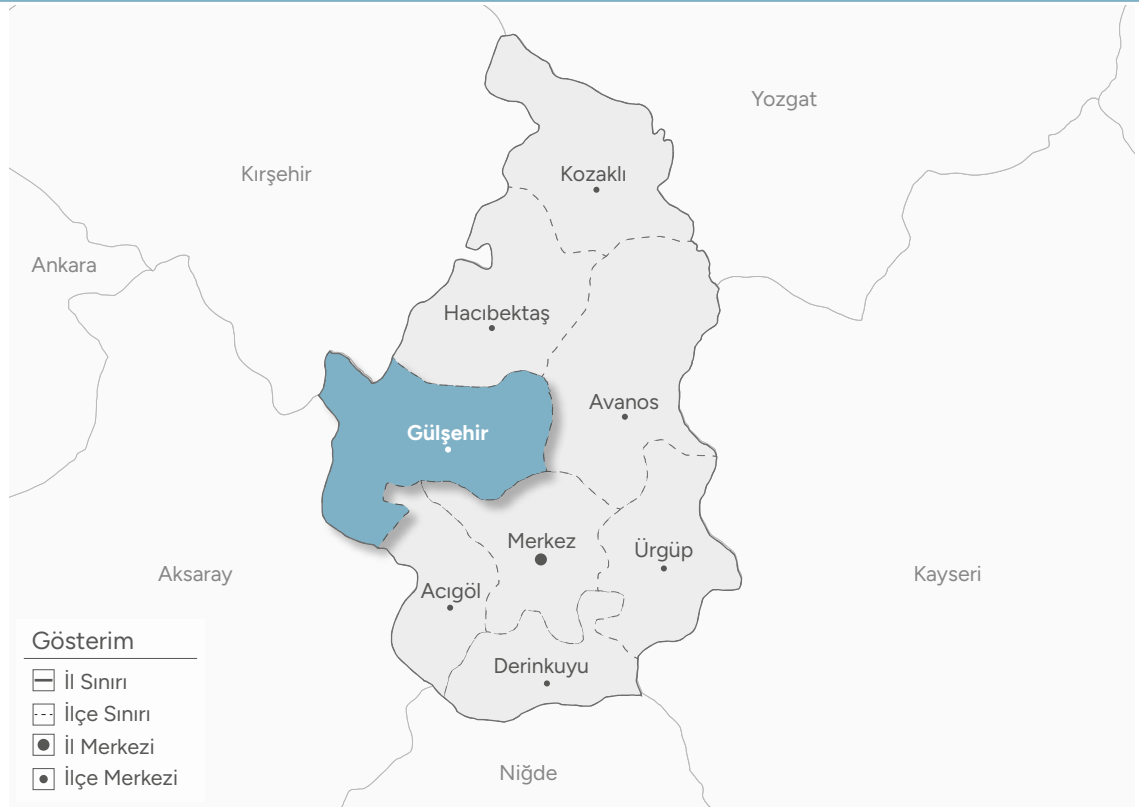 Yozgat
Kırşehir
Kozaklı
Ankara
Hacıbektaş
Avanos
Gülşehir
Merkez
Ürgüp
Aksaray
Kayseri
Acıgöl
Derinkuyu
Niğde
Gösterim
İl Sınırı
İlçe Sınırı
İl Merkezi
İlçe Merkezi